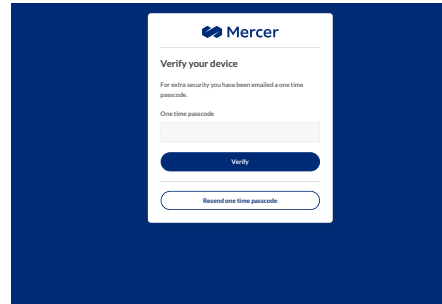 Mercer
Verify your device
For extra security you have been emailed a one time
passcode.
One time passcode
Verify
Resend one time passcode